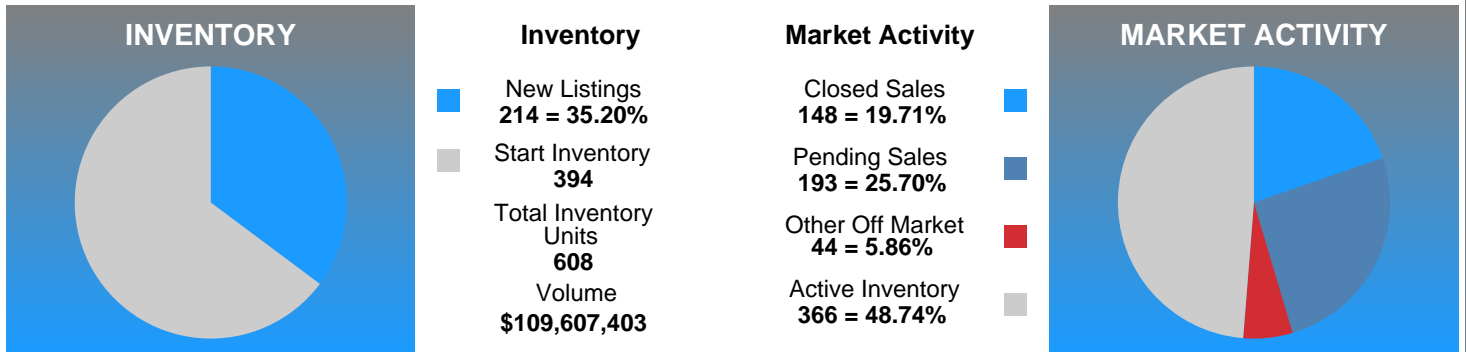 INVENTORY
Inventory
New Listings
214 = 35.20%
Start Inventory
394
Total Inventory
Units
608
Volume
$109,607,403
Market Activity
Closed Sales
148 = 19.71%
Pending Sales
193 = 25.70%
Other Off Market
44 = 5.86%
Active Inventory
366 = 48.74%
MARKET ACTIVITY